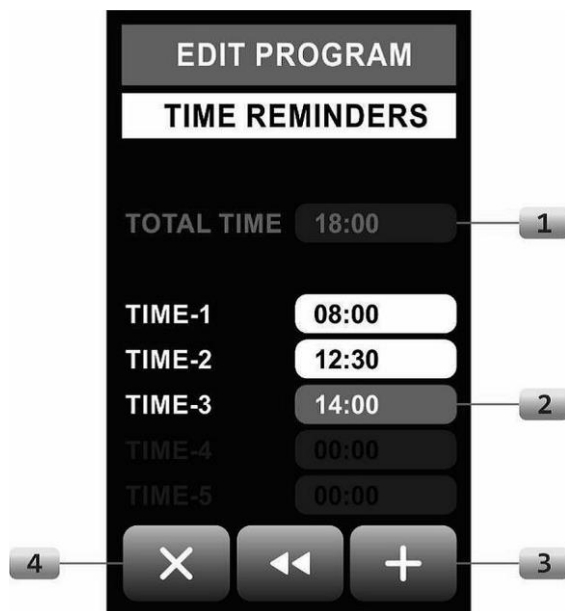 EDIT PROGRAM
TIME REMINDERS
TOTAL TIME 18:00
1
TIME-1 08:00
TIME-2 12:30
TIME-3 14:00
2
TIME-4 00:00
TIME-5 00:00
4
3